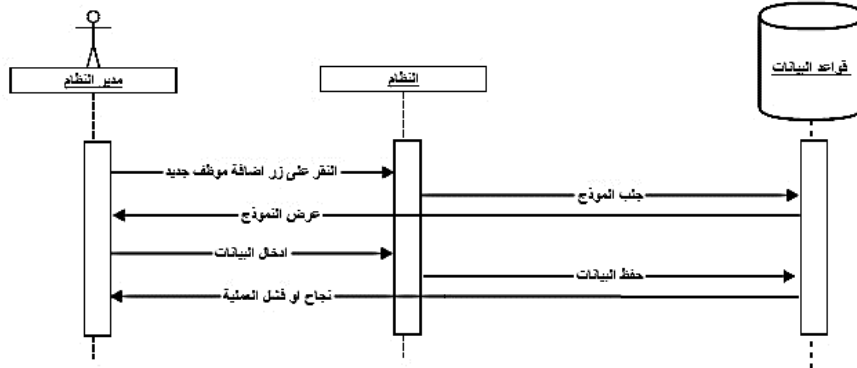 مدير النظام
النظام
قواعد البيانات
النقر على زر اضافة موظف جديد
جلب الموذج
عرض النموذج
ادخال البيانات
حفظ البيانات
نجاح او فشل العملية